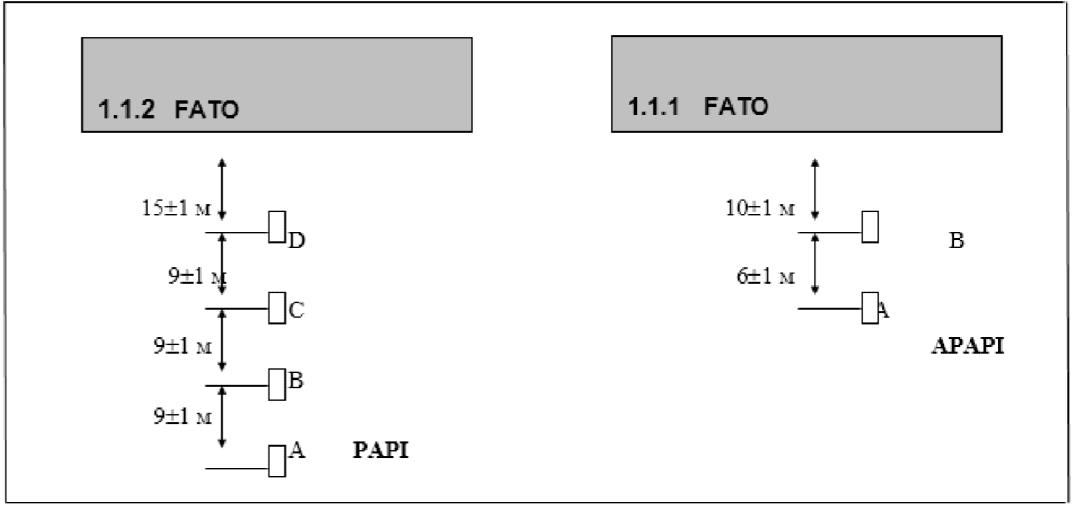 1.1.2 FATO
15±1 м
D
9±1 м
C
9±1 м
B
9±1 м
A PAPI
1.1.1 FATO
10±1 м
B
6±1 м
A
APAPI